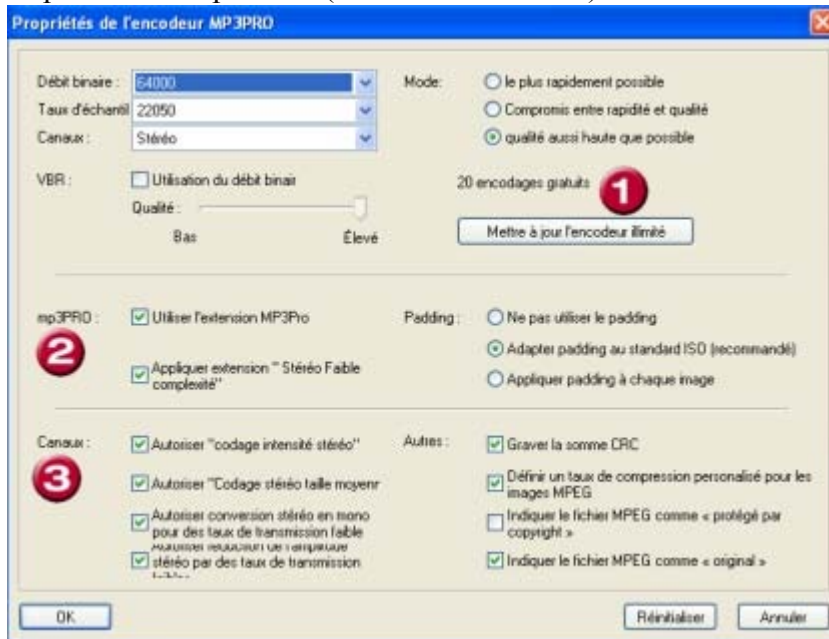 Propriétés de l'encodeur MP3PRO
Débit binaire : 64000
Taux d'échantil 22050
Canaux : Stéréo
Mode: le plus rapidement possible
Compromis entre rapidité et qualité
qualité aussi haute que possible
VBR : Utilisation du débit binair
Qualité :
Bas Élevé
20 encodages gratuits 1
Mettre à jour l'encodeur illimité
mp3PRO : Utiliser l'extension MP3Pro
2
Appliquer extension " Stéréo Faible
complexité"
Padding : Ne pas utiliser le padding
Adapter padding au standard ISO (recommandé)
Appliquer padding à chaque image
Canaux : Autoriser "codage intensité stéréo"
3
Autoriser "Codage stéréo taille moyenr
Autoriser conversion stéréo en mono
pour des taux de transmission faible
Autoriser réduction de l'amplitude
stéréo par des taux de transmission
Autres : Graver la somme CRC
Définir un taux de compression personalisé pour les
images MPEG
Indiquer le fichier MPEG comme « protégé par
copyright »
Indiquer le fichier MPEG comme « original »
OK
Réinitialiser
Annuler